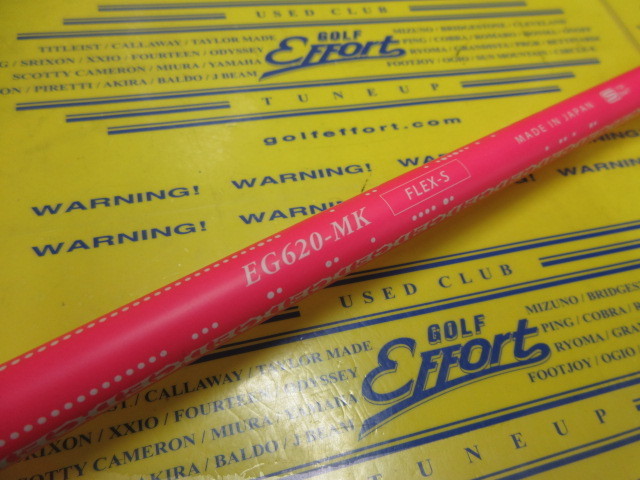 USED CLUB
TITLEIST / CALLAWAY / TAYLOR MADE
SRIXON / XXIO / FOURTEEN / ODYSSEY
SCOTTY CAMERON / MIURA / YAMAHA
PIRETTI / AKIRA / BALDO / J BEAM
GOLF
Effort
MIZUNO / BRIDGESTONE / CLEVELAND
PING / COBRA /
RYOMA /
FOOTJOY / OGIO /
TUNEUP
golfeffort.com
MADE IN JAPAN
FLEX-S
EG620-MK
WARNING! WARNING! WARNING!
WARNING! WARNING!
USED CLUB
TAYLOR MADE
CALLAWAY /
SRIXON / XXIO / FOURTEEN / ODYSSEY
SCOTTY CAMERON / MIURA / YAMAHA
AKIRA / BALDO / J BEAM
GOLF
Effort
MIZUNO /
PING / COBRA /
RYOMA /
FOOTJOY / OGIO
TUNEUP